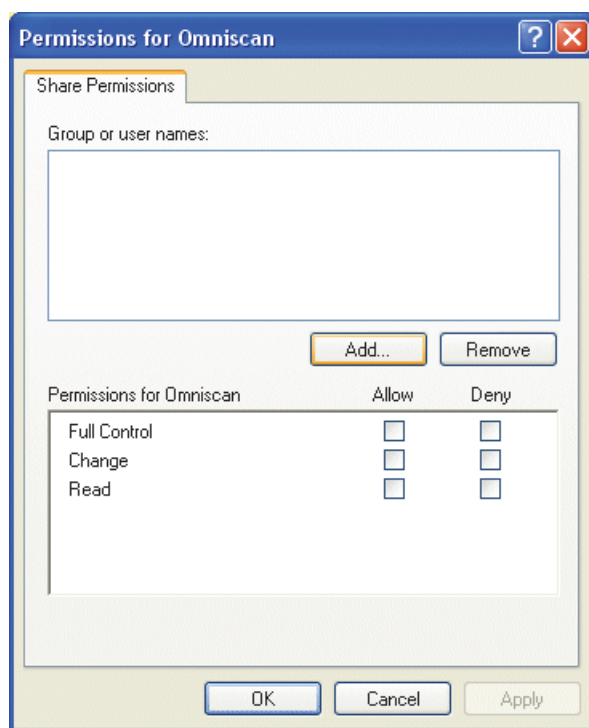 Permissions for Omniscan
Share Permissions
Group or user names:
Add... Remove
Permissions for Omniscan Allow Deny
Full Control
Change
Read
OK Cancel Apply